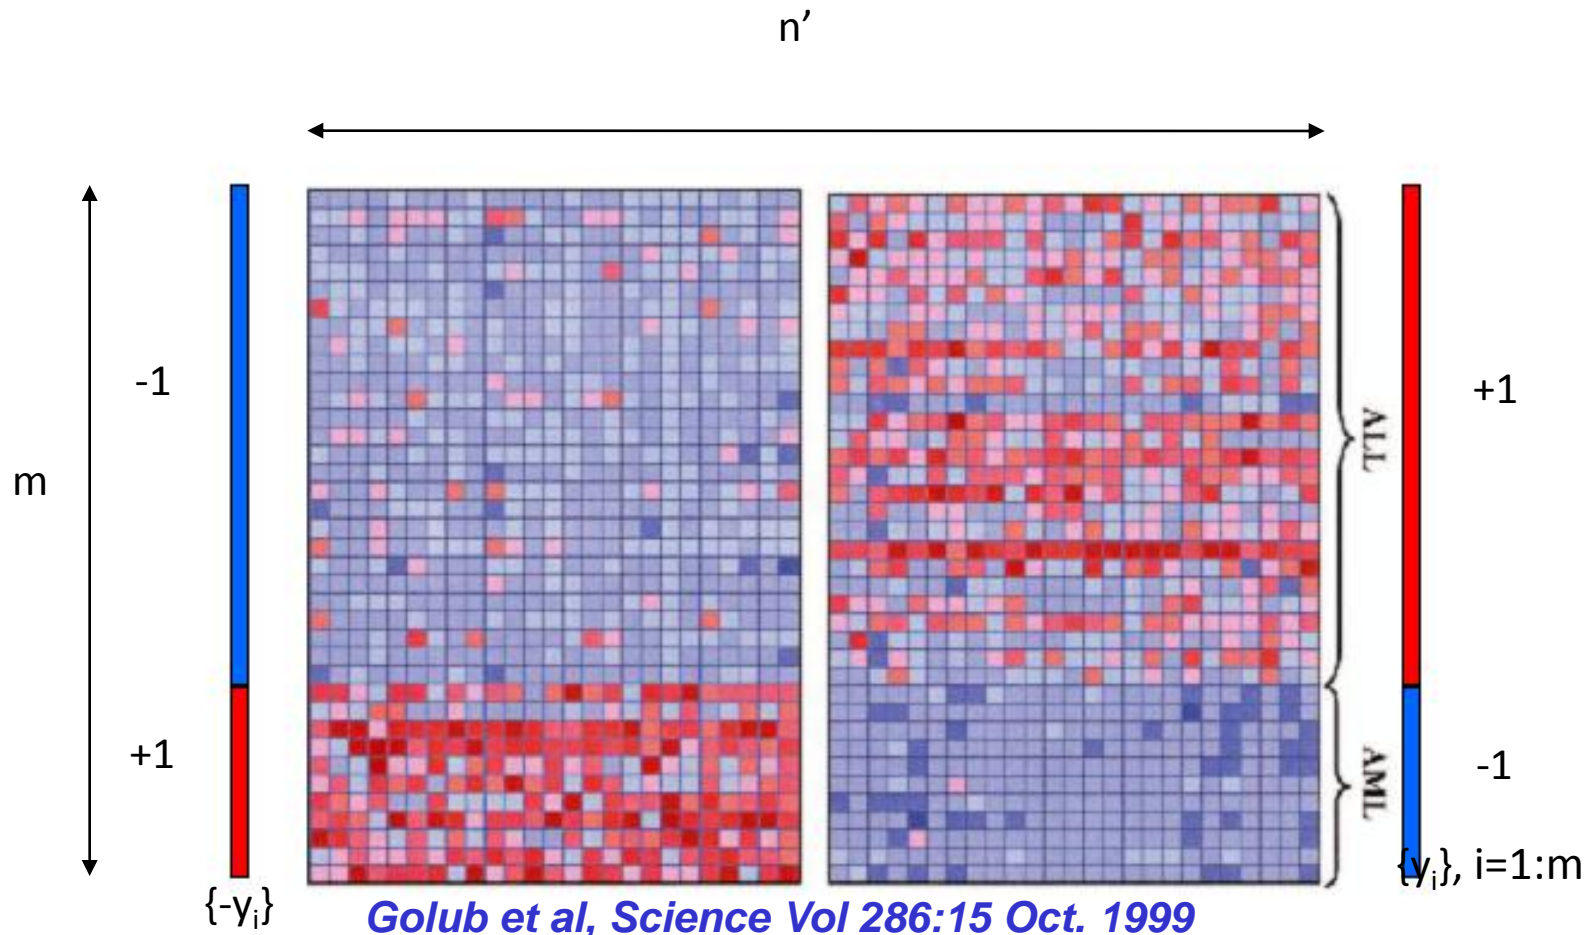 n’
-1
+1
m
ALL
+1
AML
-1
{-yᵢ}
{yᵢ}, i=1:m
Golub et al, Science Vol 286:15 Oct. 1999